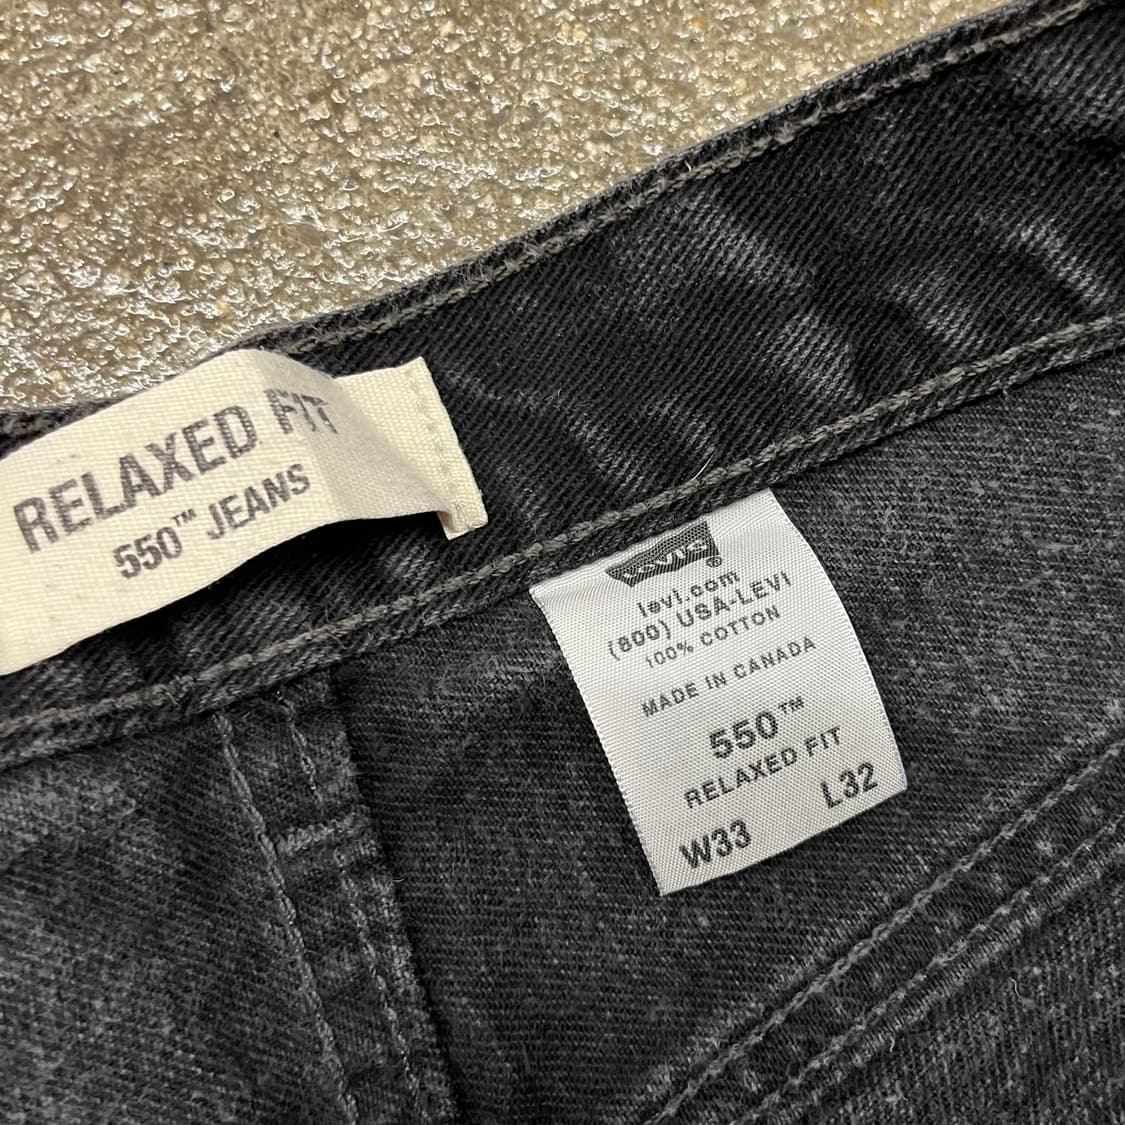 RELAXED FIT
550™ JEANS
Levi's®
levi.com
(800) USA-LEVI
100% COTTON
MADE IN CANADA
550™
RELAXED FIT
W33 L32